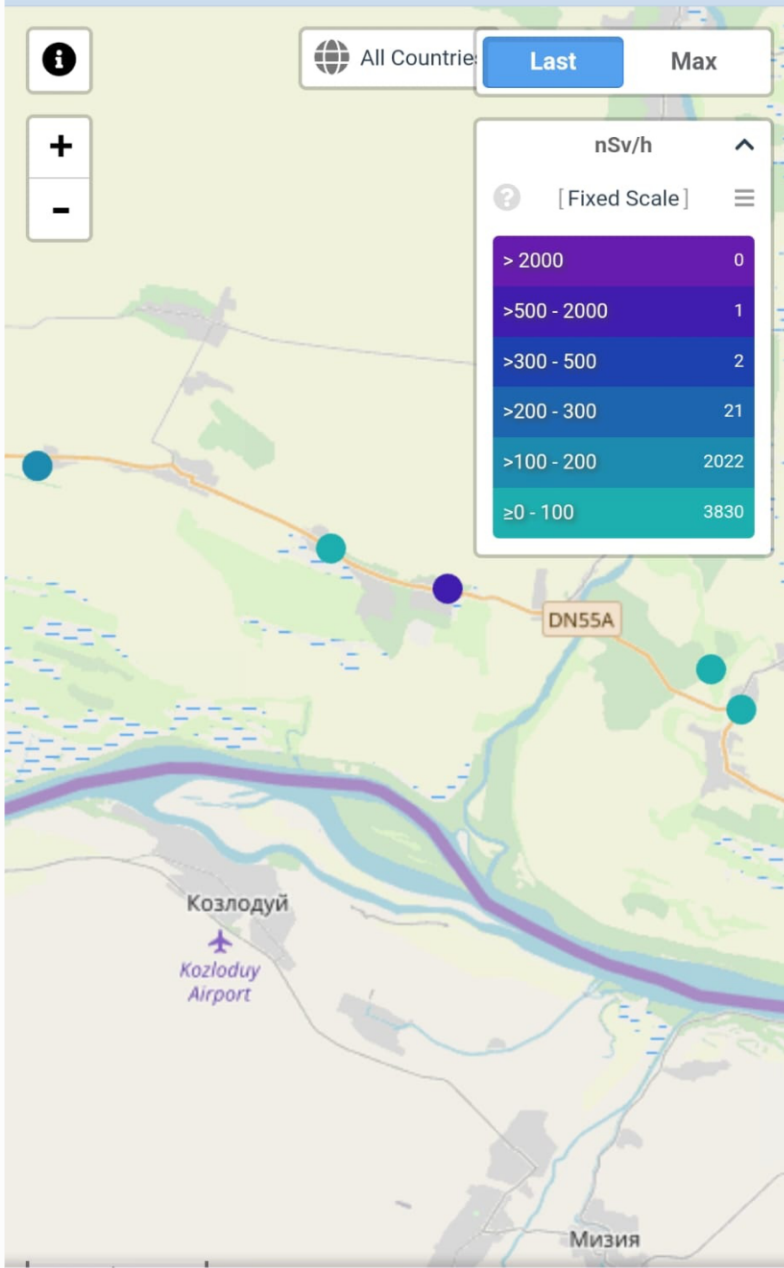 All Countries
Last
Max
nSv/h
[Fixed Scale]
> 2000 0
>500 - 2000 1
>300 - 500 2
>200 - 300 21
>100 - 200 2022
≥0 - 100 3830
DN55A
Козлодуй
Kozloduy
Airport
Мизия